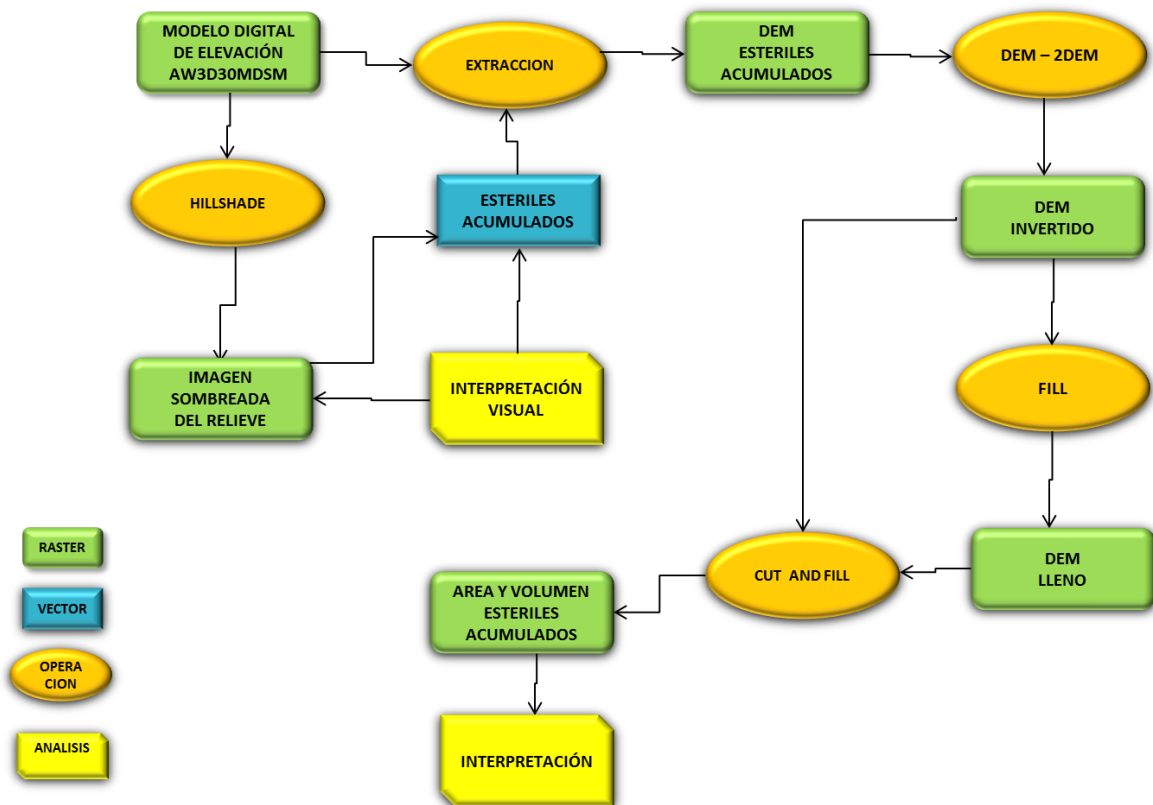 MODELO DIGITAL
DE ELEVACIÓN
AW3D30MDSM
EXTRACCION
DEM
ESTERILES
ACUMULADOS
DEM – 2DEM
HILLSHADE
ESTERILES
ACUMULADOS
DEM
INVERTIDO
IMAGEN
SOMBREADA
DEL RELIEVE
INTERPRETACIÓN
VISUAL
FILL
RASTER
VECTOR
OPERA
CION
ANALISIS
AREA Y VOLUMEN
ESTERILES
ACUMULADOS
CUT AND FILL
DEM
LLENO
INTERPRETACIÓN